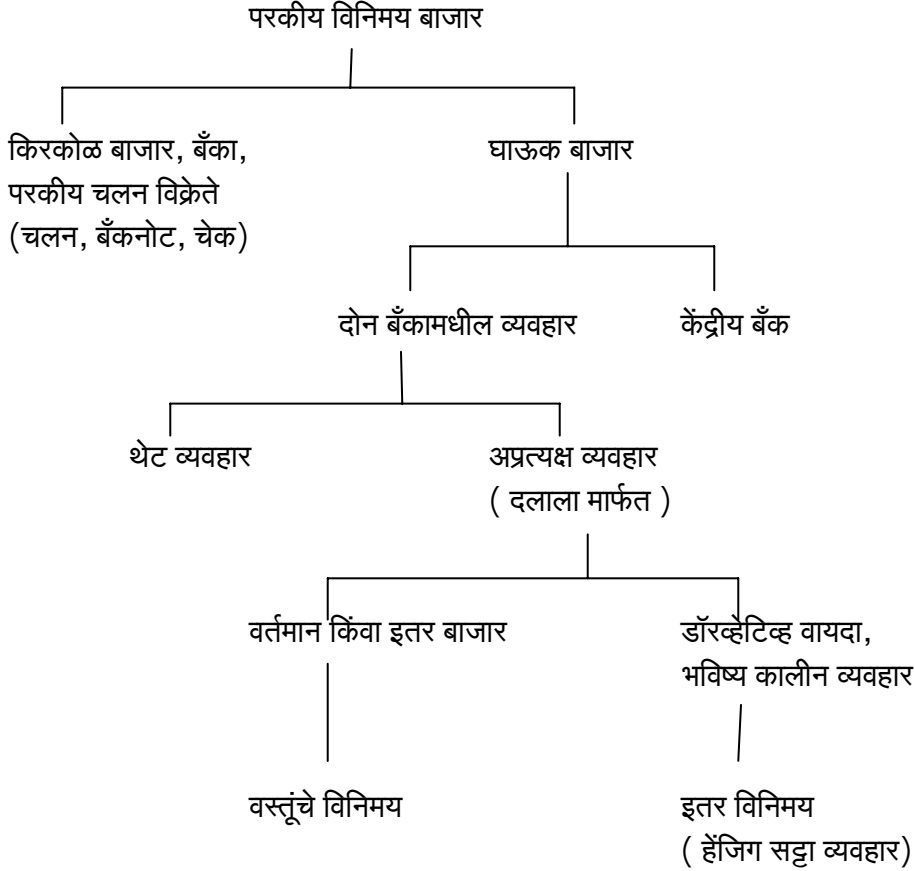 परकीय विनिमय बाजार
किरकोळ बाजार, बँका,
परकीय चलन विक्रेते
(चलन, बँकनोट, चेक)
घाऊक बाजार
दोन बँकामधील व्यवहार
केंद्रीय बँक
थेट व्यवहार
अप्रत्यक्ष व्यवहार
( दलाला मार्फत )
वर्तमान किंवा इतर बाजार
डॉरव्हेटिव्ह वायदा,
भविष्य कालीन व्यवहार
वस्तूंचे विनिमय
इतर विनिमय
( हेंजिग सट्टा व्यवहार)